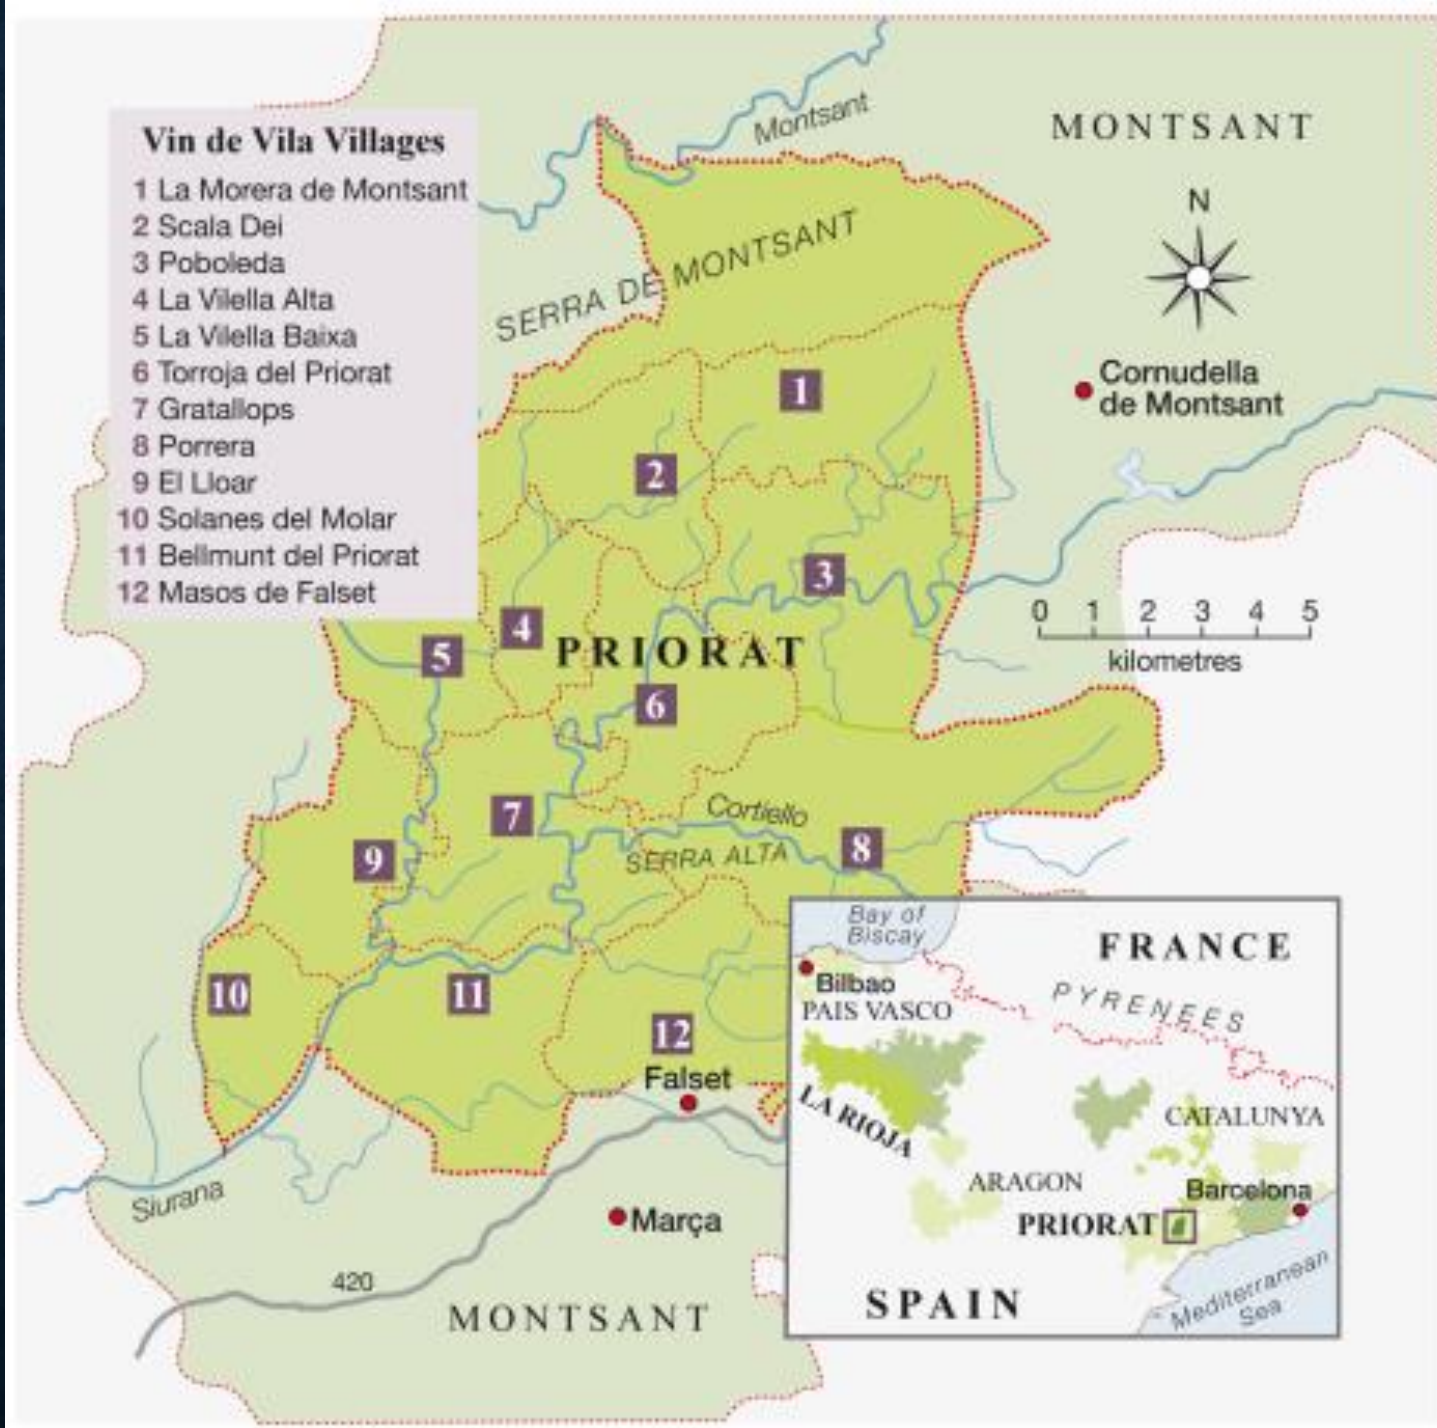 Vin de Vila Villages
1 La Morera de Montsant
2 Scala Dei
3 Poboleda
4 La Vilella Alta
5 La Vilella Baixa
6 Torroja del Priorat
7 Gratallops
8 Porrera
9 El Lloar
10 Solanes del Molar
11 Bellmunt del Priorat
12 Masos de Falset
Montsant
MONTSANT
N
SERRA DE MONTSANT
Cornudella
de Montsant
1
2
3
0 1 2 3 4 5
kilometres
4
5
PRIORAT
6
7
Cortiello
SERRA ALTA
8
9
10
11
12
Falset
Siurana
Marça
420
MONTSANT
Bay of
Biscay
FRANCE
Bilbao
PAIS VASCO
PYRENEES
LA RIOJA
CATALUNYA
ARAGON
Barcelona
PRIORAT
SPAIN
Mediterranean
Sea